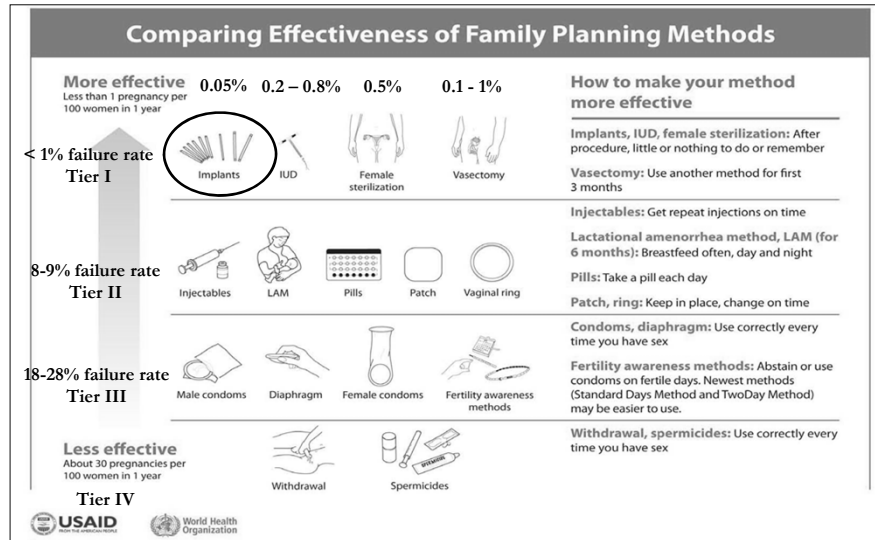 Comparing Effectiveness of Family Planning Methods
More effective
Less than 1 pregnancy per
100 women in 1 year
0.05%
0.2 – 0.8%
0.5%
0.1 - 1%
< 1% failure rate
Tier I
Implants
IUD
Female
sterilization
Vasectomy
8-9% failure rate
Tier II
Injectables
LAM
Pills
Patch
Vaginal ring
18-28% failure rate
Tier III
Male condoms
Diaphragm
Female condoms
Fertility awareness
methods
Less effective
About 30 pregnancies per
100 women in 1 year
Tier IV
Withdrawal
SPERMICIDE
Spermicides
How to make your method
more effective
Implants, IUD, female sterilization: After
procedure, little or nothing to do or remember
Vasectomy: Use another method for first
3 months
Injectables: Get repeat injections on time
Lactational amenorrhea method, LAM (for
6 months): Breastfeed often, day and night
Pills: Take a pill each day
Patch, ring: Keep in place, change on time
Condoms, diaphragm: Use correctly every
time you have sex
Fertility awareness methods: Abstain or use
condoms on fertile days. Newest methods
(Standard Days Method and TwoDay Method)
may be easier to use.
Withdrawal, spermicides: Use correctly every
time you have sex
USAID
FROM THE AMERICAN PEOPLE
World Health
Organization